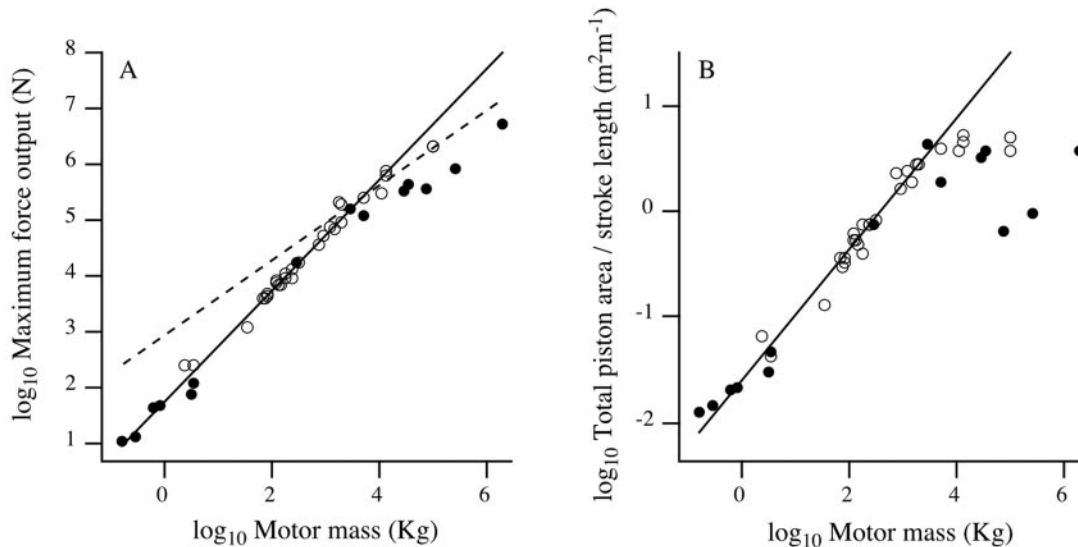 A
log10 Maximum force output (N)
8
7
6
5
4
3
2
1
0 2 4 6
log10 Motor mass (Kg)
B
log10 Total piston area / stroke length (m2m-1)
1
0
-1
-2
0 2 4 6
log10 Motor mass (Kg)